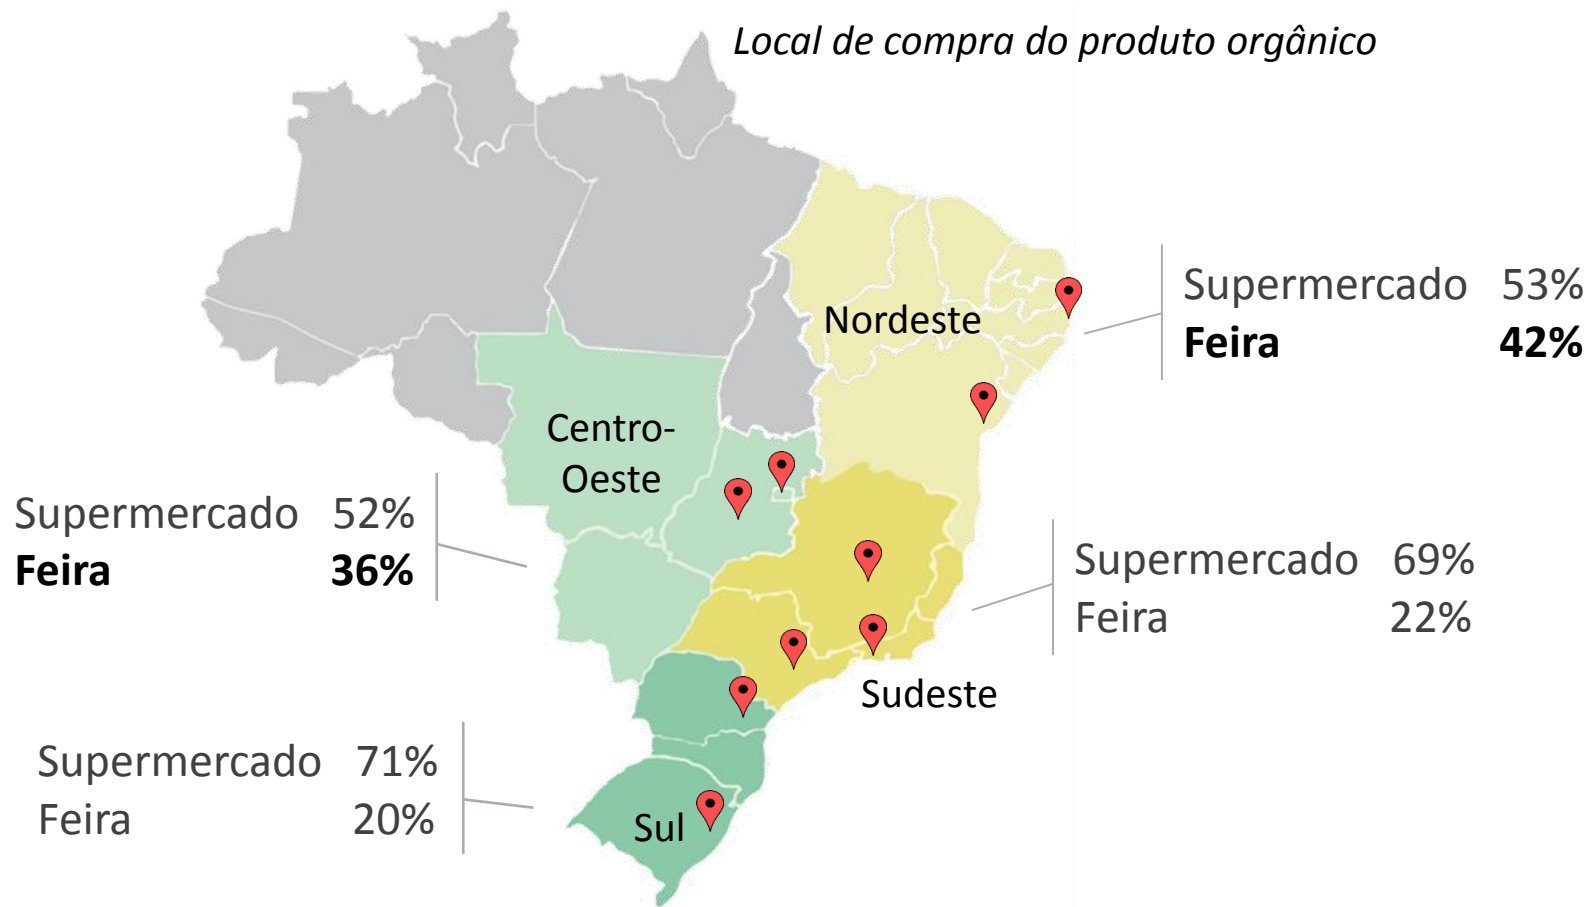 Local de compra do produto orgânico
Nordeste
Supermercado 53%
Feira 42%
Centro-
Oeste
Supermercado 52%
Feira 36%
Supermercado 69%
Feira 22%
Sudeste
Supermercado 71%
Feira 20%
Sul